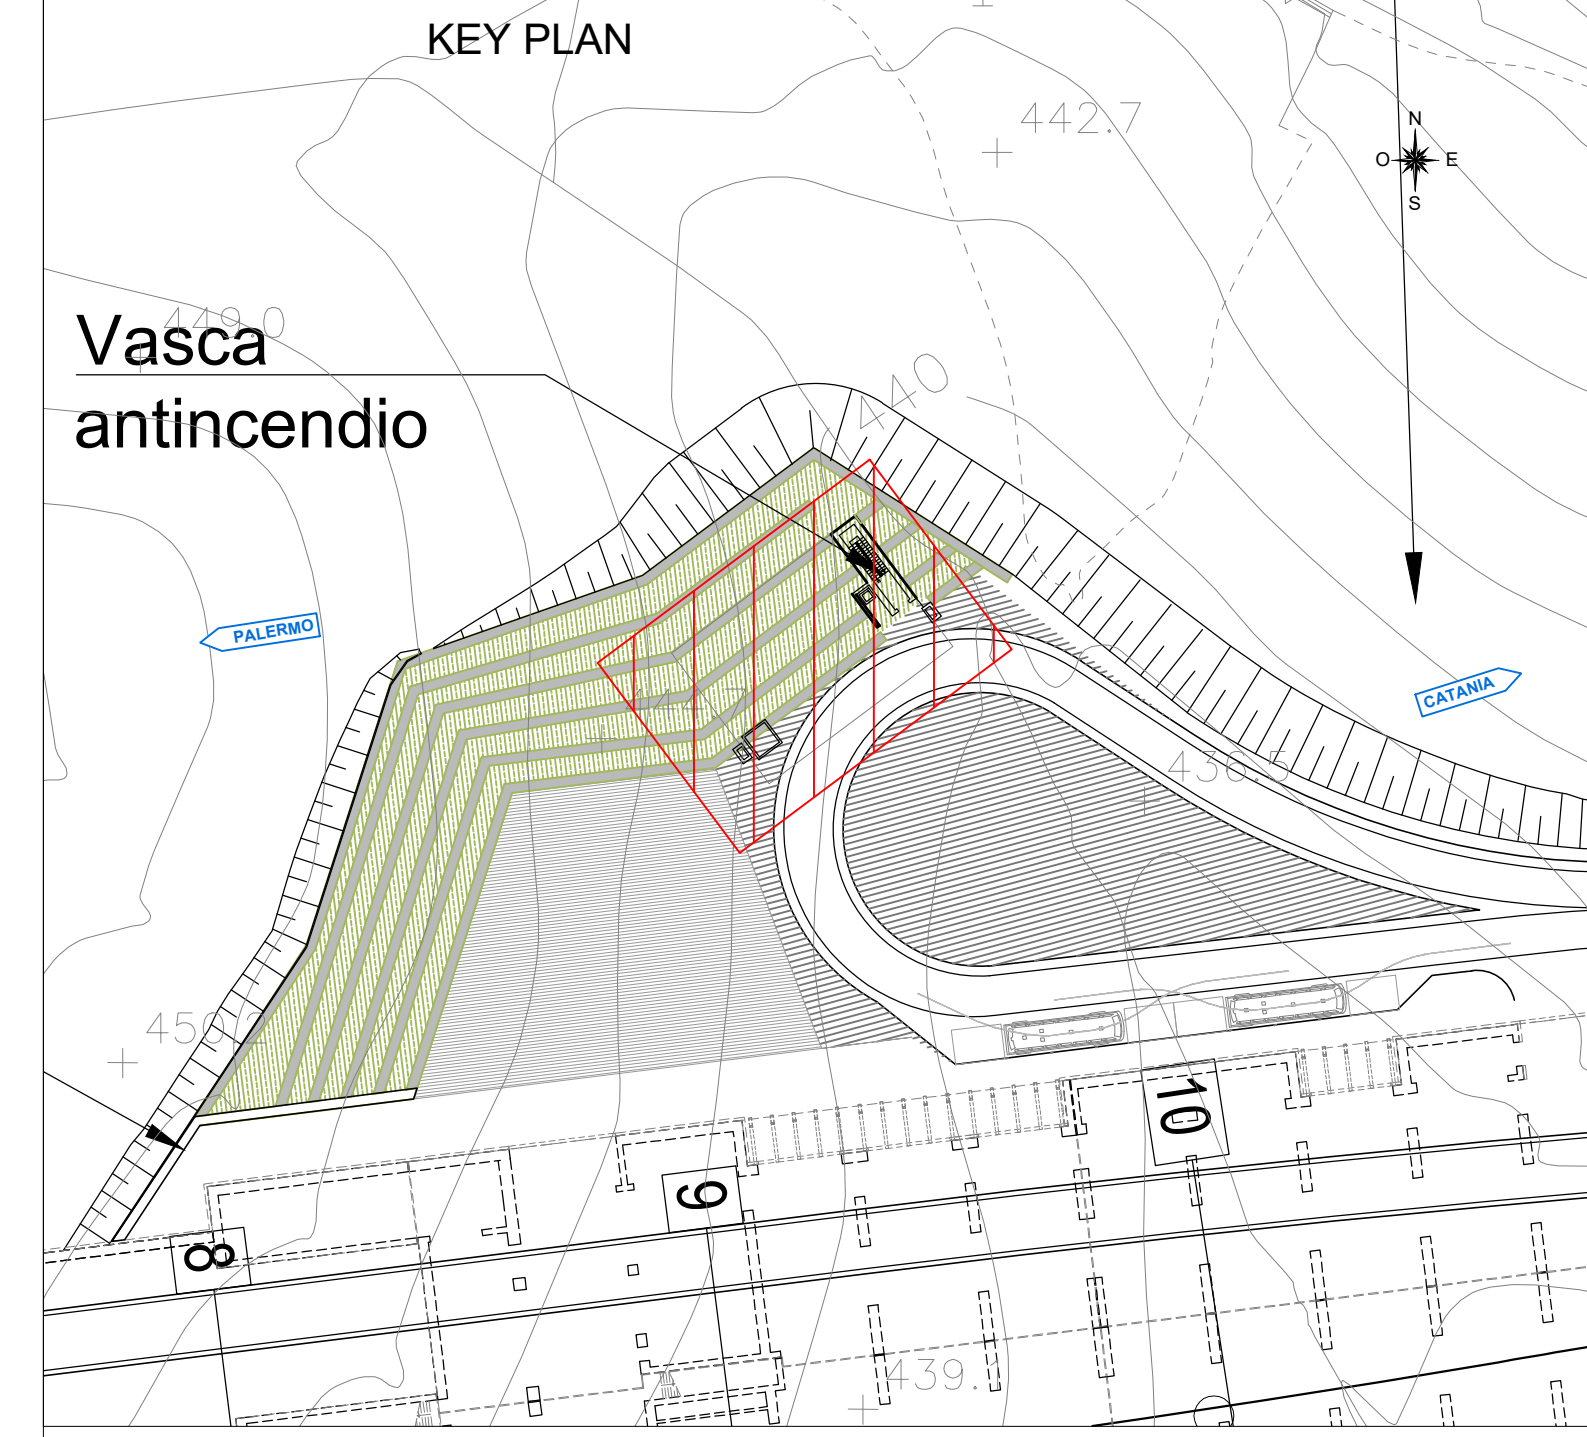 KEY PLAN
442.7
N
O E
S
449.0
Vasca
antincendio
440
PALERMO
CATANIA
436.5
450.2
10
9
8
439.1